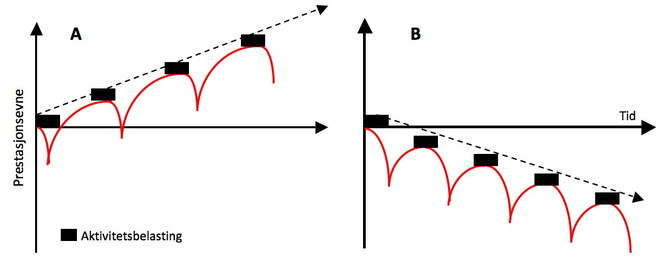 A
B
Prestasjonsevne
Tid
Aktivitetsbelasting